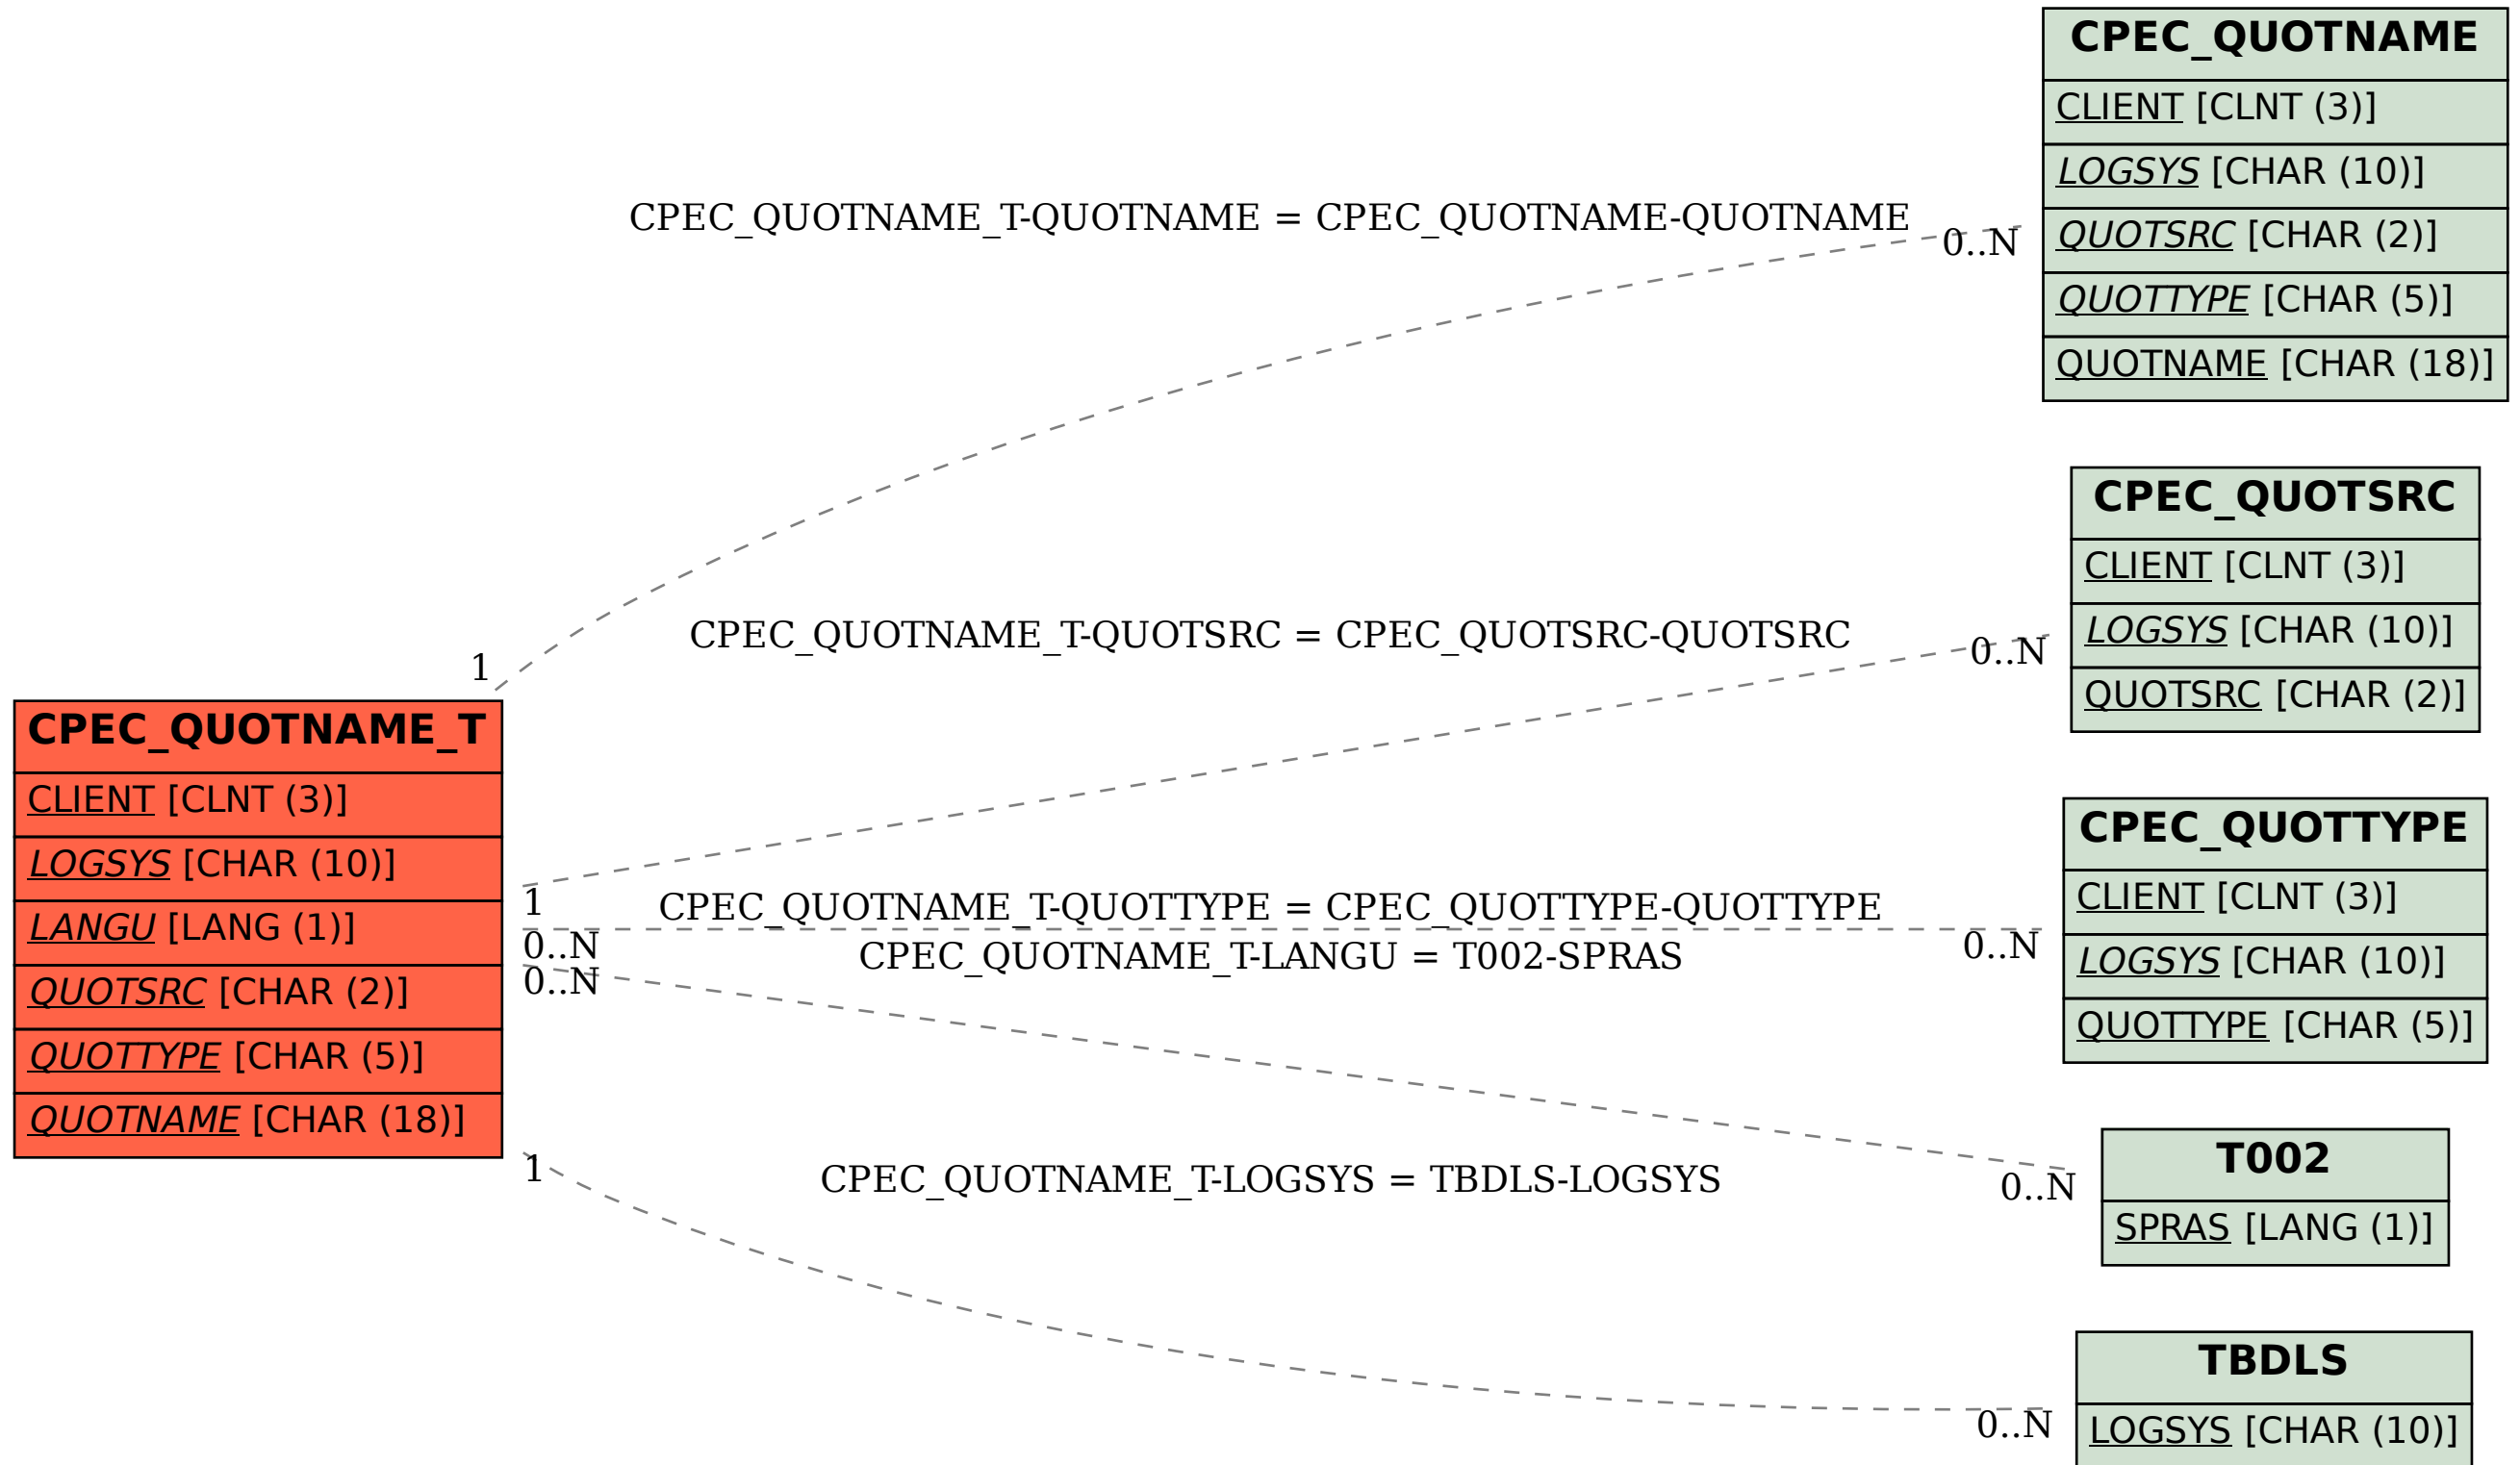 CPEC_QUOTNAME
CLIENT [CLNT (3)]
LOGSYS [CHAR (10)]
QUOTSRC [CHAR (2)]
QUOTTYPE [CHAR (5)]
QUOTNAME [CHAR (18)]
CPEC_QUOTNAME_T-QUOTNAME = CPEC_QUOTNAME-QUOTNAME
0..N
1
CPEC_QUOTSRC
CLIENT [CLNT (3)]
LOGSYS [CHAR (10)]
QUOTSRC [CHAR (2)]
CPEC_QUOTNAME_T-QUOTSRC = CPEC_QUOTSRC-QUOTSRC
0..N
1
CPEC_QUOTNAME_T
CLIENT [CLNT (3)]
LOGSYS [CHAR (10)]
LANGU [LANG (1)]
QUOTSRC [CHAR (2)]
QUOTTYPE [CHAR (5)]
QUOTNAME [CHAR (18)]
CPEC_QUOTNAME_T-QUOTTYPE = CPEC_QUOTTYPE-QUOTTYPE
0..N
0..N
CPEC_QUOTTYPE
CLIENT [CLNT (3)]
LOGSYS [CHAR (10)]
QUOTTYPE [CHAR (5)]
CPEC_QUOTNAME_T-LANGU = T002-SPRAS
0..N
0..N
T002
SPRAS [LANG (1)]
CPEC_QUOTNAME_T-LOGSYS = TBDLS-LOGSYS
1
0..N
TBDLS
LOGSYS [CHAR (10)]